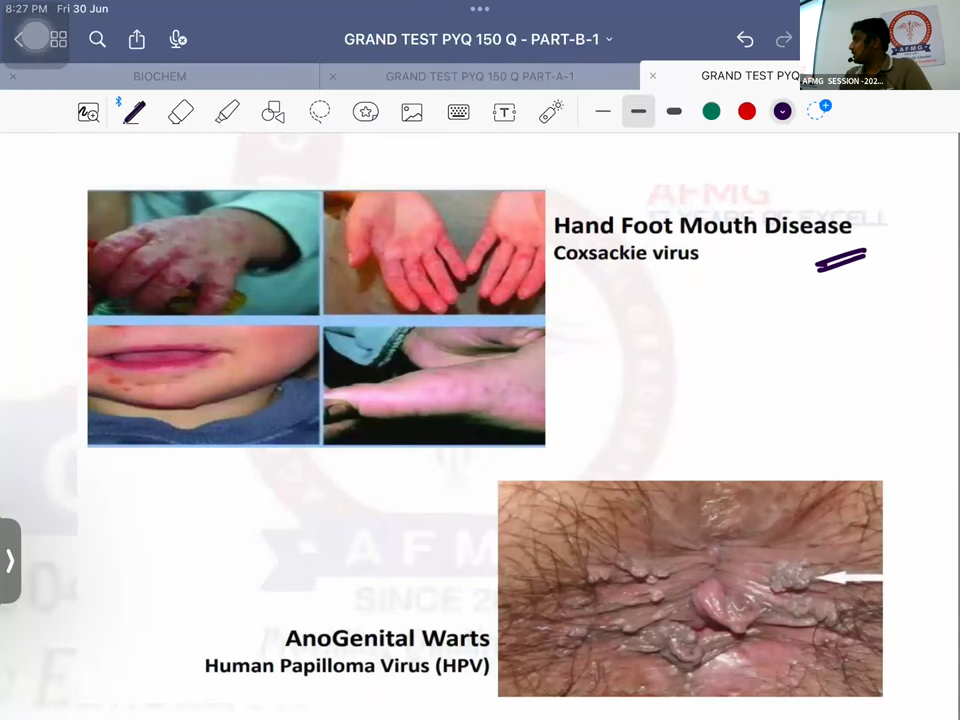 8:27 PM Fri 30 Jun
GRAND TEST PYQ 150 Q - PART-B-1
BIOCHEM
GRAND TEST PYQ 150 Q PART-A-1
GRAND TEST PYQ
AFMG SESSION -202...
AFMG
Hand Foot Mouth Disease
Coxsackie virus
AFM
SINCE 2
AnoGenital Warts
Human Papilloma Virus (HPV)